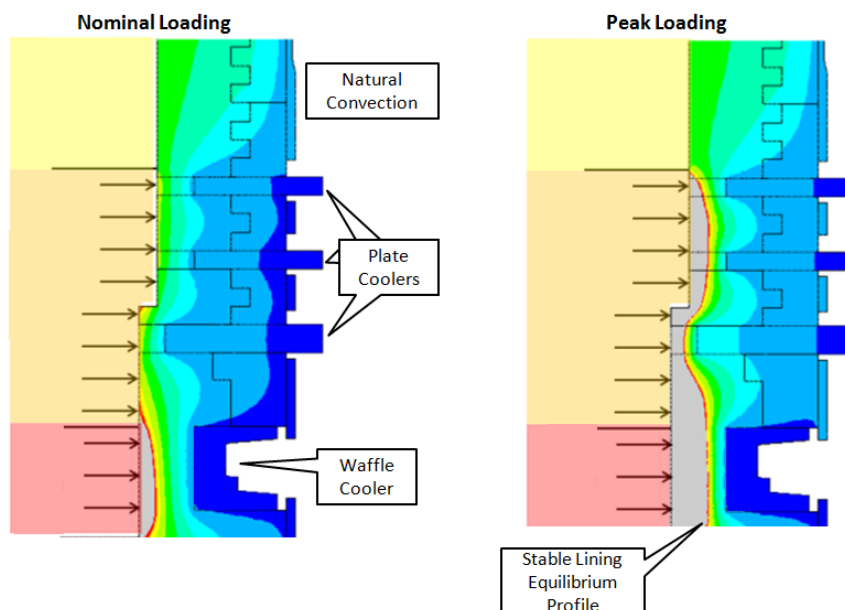 Nominal Loading
Peak Loading
Natural
Convection
Plate
Coolers
Waffle
Cooler
Stable Lining
Equilibrium
Profile